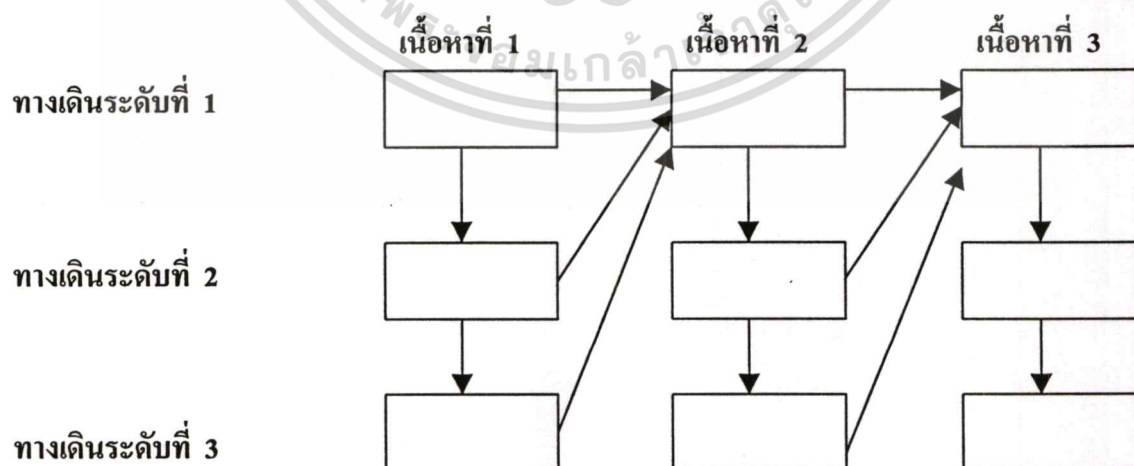 เนื้อหาที่ 1 เนื้อหาที่ 2 เนื้อหาที่ 3
ทางเดินระดับที่ 1
ทางเดินระดับที่ 2
ทางเดินระดับที่ 3